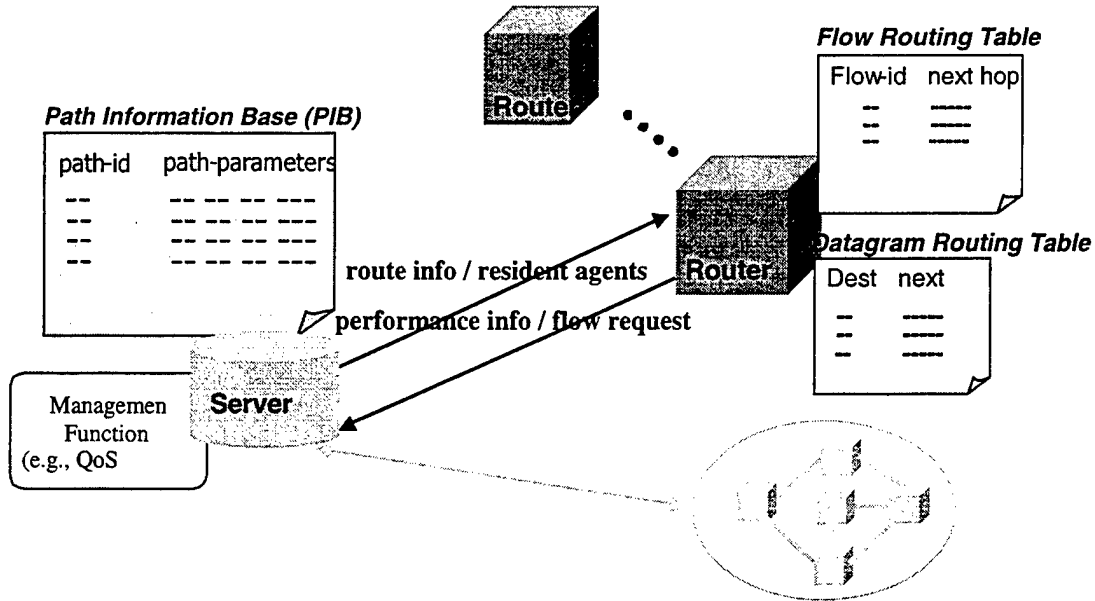 Route
Flow Routing Table
Flow-id next hop
-- -----
-- -----
-- -----
Path Information Base (PIB)
path-id path-parameters
-- -- -- -- ---
-- -- -- -- ---
-- -- -- -- ---
-- -- -- -- ---
Router
Datagram Routing Table
Dest next
-- -----
-- -----
-- -----
route info / resident agents
performance info / flow request
Server
Managemen
Function
(e.g., QoS